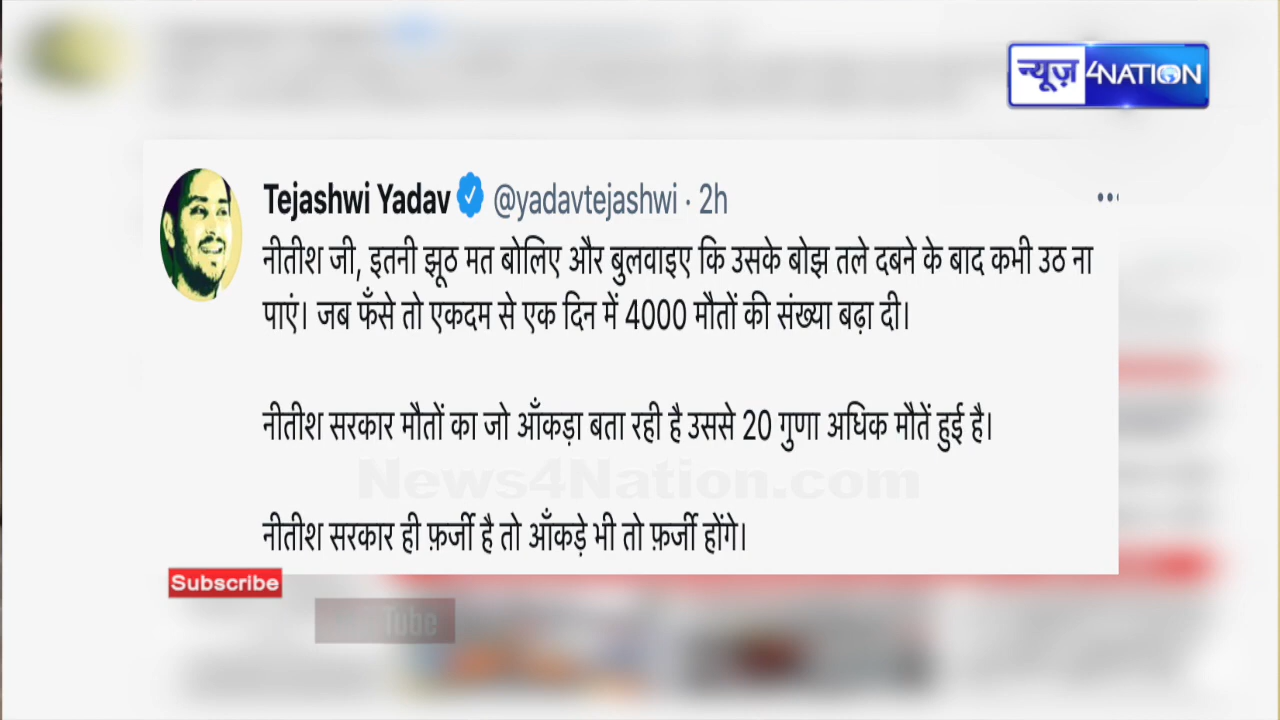 न्यूज़ 4NATION
Tejashwi Yadav @yadavtejashwi · 2h
नीतीश जी, इतनी झूठ मत बोलिए और बुलवाइए कि उसके बोझ तले दबने के बाद कभी उठ ना
पाएं। जब फँसे तो एकदम से एक दिन में 4000 मौतों की संख्या बढ़ा दी।
नीतीश सरकार मौतों का जो आँकड़ा बता रही है उससे 20 गुणा अधिक मौतें हुई है।
News4Nation.com
नीतीश सरकार ही फ़र्जी है तो आँकड़े भी तो फ़र्जी होंगे।
Subscribe
Tube